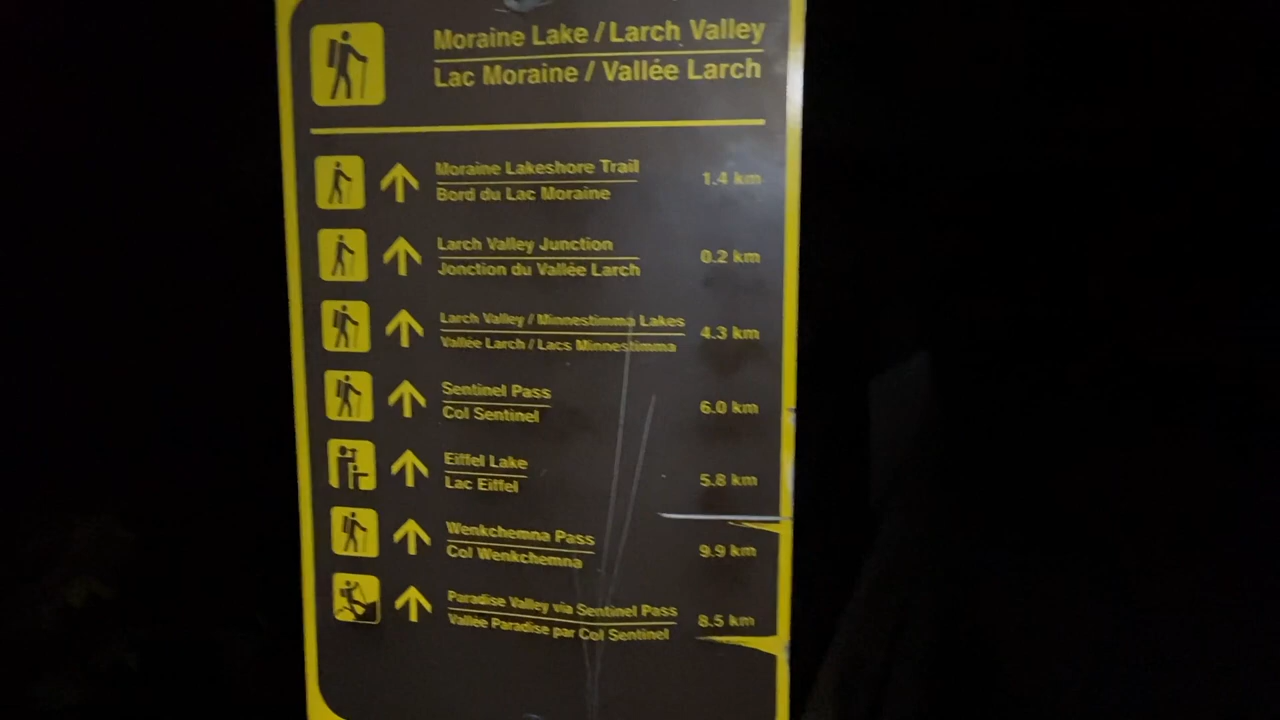 Moraine Lake / Larch Valley
Lac Moraine / Vallée Larch
Moraine Lakeshore Trail
Bord du Lac Moraine
1.4 km
Larch Valley Junction
Jonction du Vallée Larch
0.2 km
Larch Valley / Minnestimma Lakes
Vallée Larch / Lacs Minnestimma
4.3 km
Sentinel Pass
Col Sentinel
6.0 km
Eiffel Lake
Lac Eiffel
5.8 km
Wenkchemna Pass
Col Wenkchemna
9.9 km
Paradise Valley via Sentinel Pass
Vallée Paradise par Col Sentinel
8.5 km